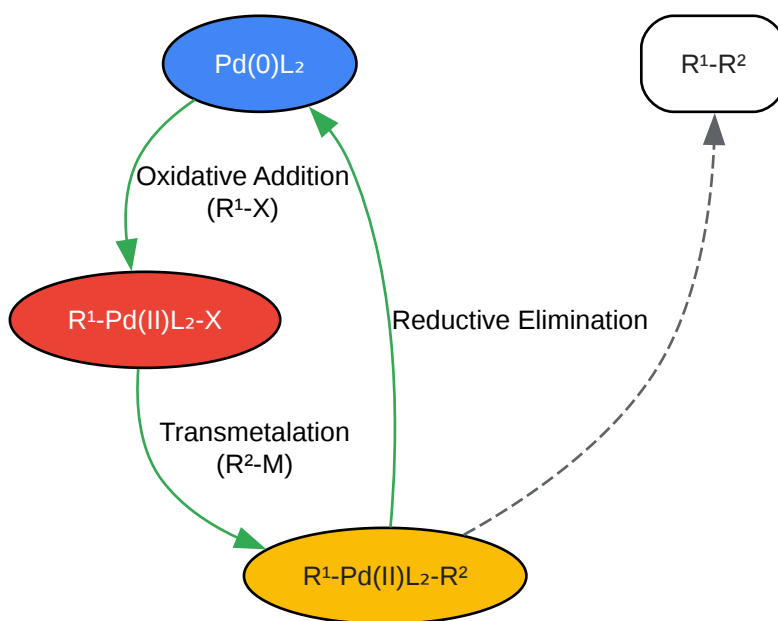 Pd(0)L₂
R¹-R²
Oxidative Addition
(R¹-X)
R¹-Pd(II)L₂-X
Reductive Elimination
Transmetalation
(R²-M)
R¹-Pd(II)L₂-R²